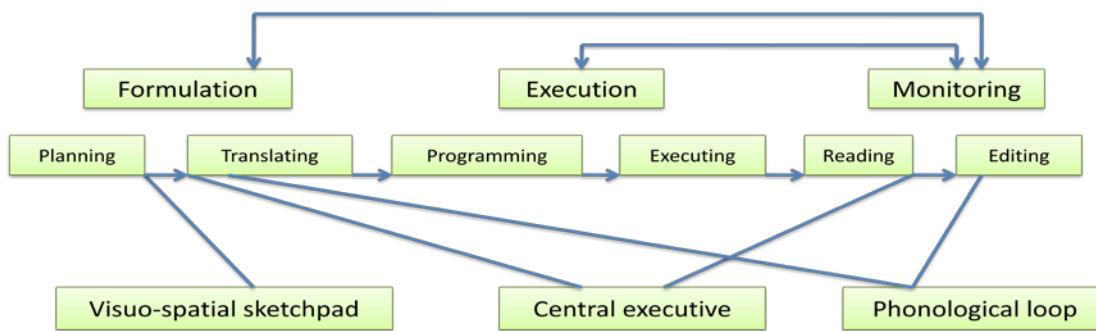 Formulation
Execution
Monitoring
Planning
Translating
Programming
Executing
Reading
Editing
Visuo-spatial sketchpad
Central executive
Phonological loop